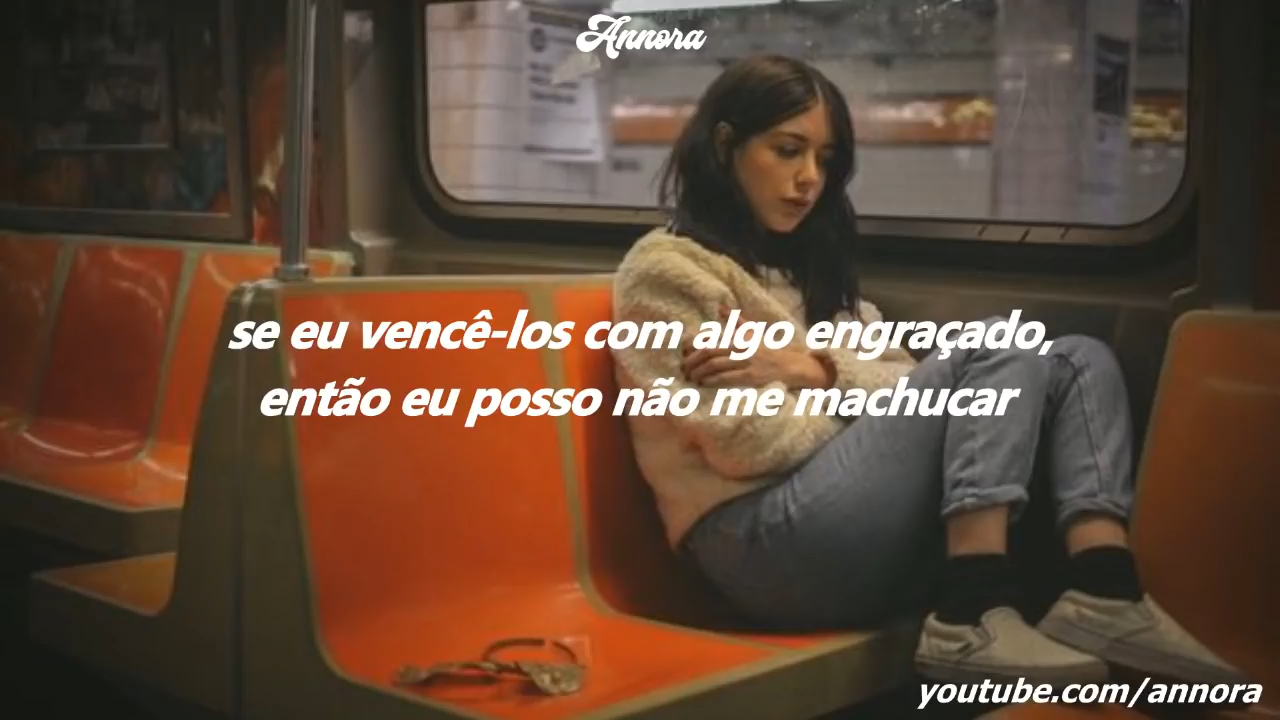 Annora
se eu vencê-los com algo engraçado,
então eu posso não me machucar
youtube.com/annora